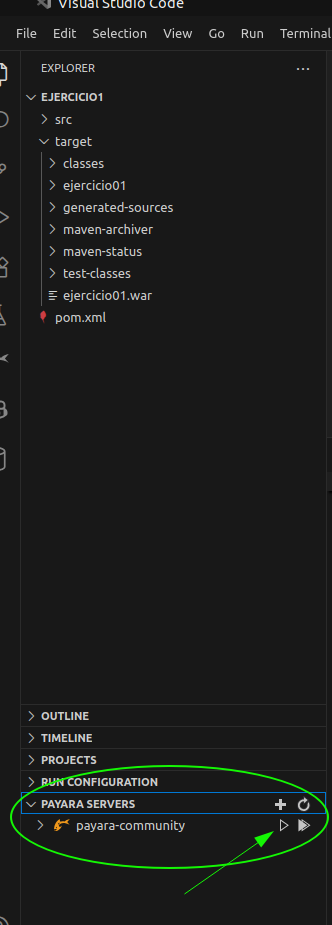 Visual Studio Code
File Edit Selection View Go Run Terminal
EXPLORER
EJERCICIO1
src
target
classes
ejercicio01
generated-sources
maven-archiver
maven-status
test-classes
ejercicio01.war
pom.xml
OUTLINE
TIMELINE
PROJECTS
RUN CONFIGURATION
PAYARA SERVERS
payara-community